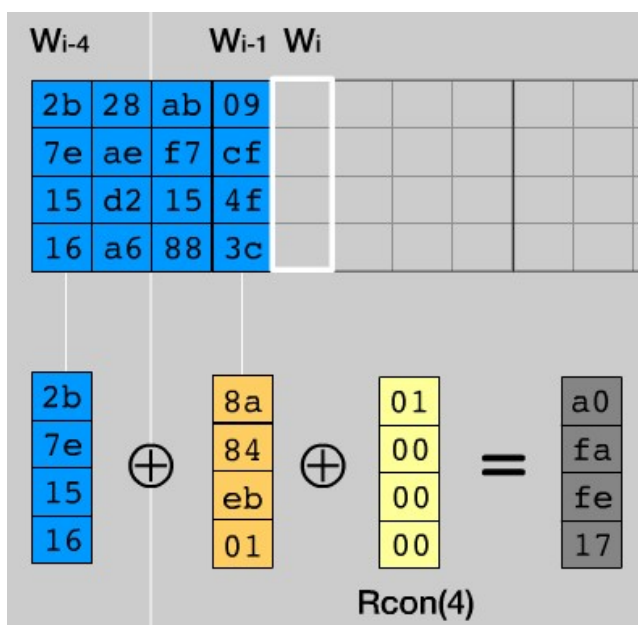 Wi-4 Wi-1 Wi
2b 28 ab 09
7e ae f7 cf
15 d2 15 4f
16 a6 88 3c
2b 8a 01 a0
7e ⊕ 84 ⊕ 00 = fa
15 eb 00 fe
16 01 00 17
Rcon(4)